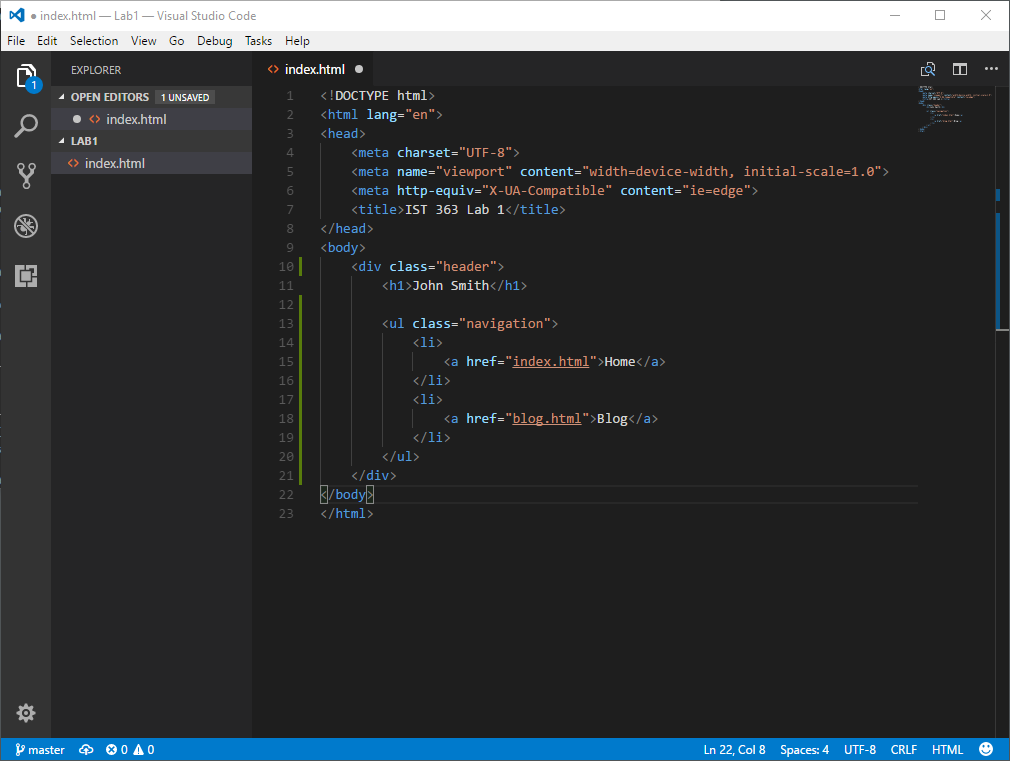 ● index.html — Lab1 — Visual Studio Code
File Edit Selection View Go Debug Tasks Help
1
EXPLORER
OPEN EDITORS 1 UNSAVED
index.html
LAB1
index.html
<> index.html ●
1 <!DOCTYPE html>
2 <html lang="en">
3 <head>
4     <meta charset="UTF-8">
5     <meta name="viewport" content="width=device-width, initial-scale=1.0">
6     <meta http-equiv="X-UA-Compatible" content="ie=edge">
7     <title>IST 363 Lab 1</title>
8 </head>
9 <body>
10     <div class="header">
11         <h1>John Smith</h1>
12
13         <ul class="navigation">
14             <li>
15                 <a href="index.html">Home</a>
16             </li>
17             <li>
18                 <a href="blog.html">Blog</a>
19             </li>
20         </ul>
21     </div>
22 </body>
23 </html>
master 0 0 Ln 22, Col 8 Spaces: 4 UTF-8 CRLF HTML